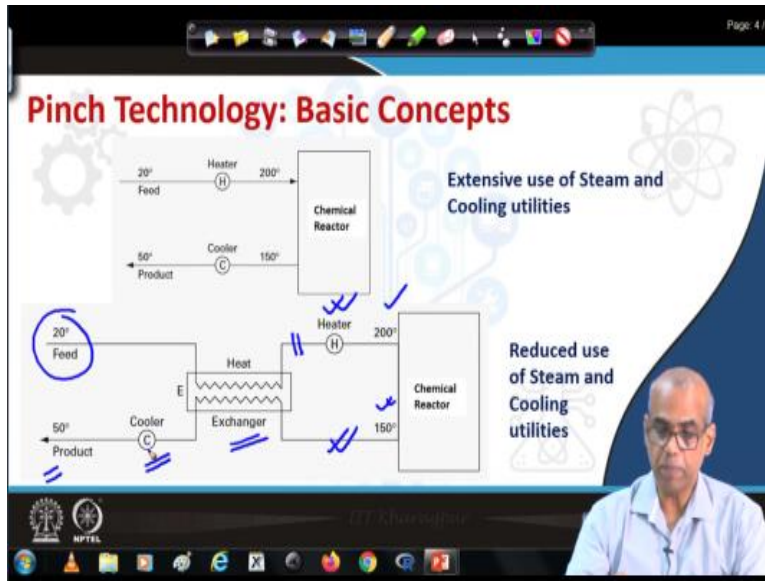 Page: 4 /
Pinch Technology: Basic Concepts
20°
Heater
200°
Feed
H
Chemical
Reactor
Cooler
50°
150°
Product
C
Extensive use of Steam and
Cooling utilities
20°
Feed
Heater
200°
H
Heat
E
Exchanger
Chemical
Reactor
50°
Cooler
150°
Product
C
Reduced use
of Steam and
Cooling
utilities
NPTEL
IIT Kharagpur